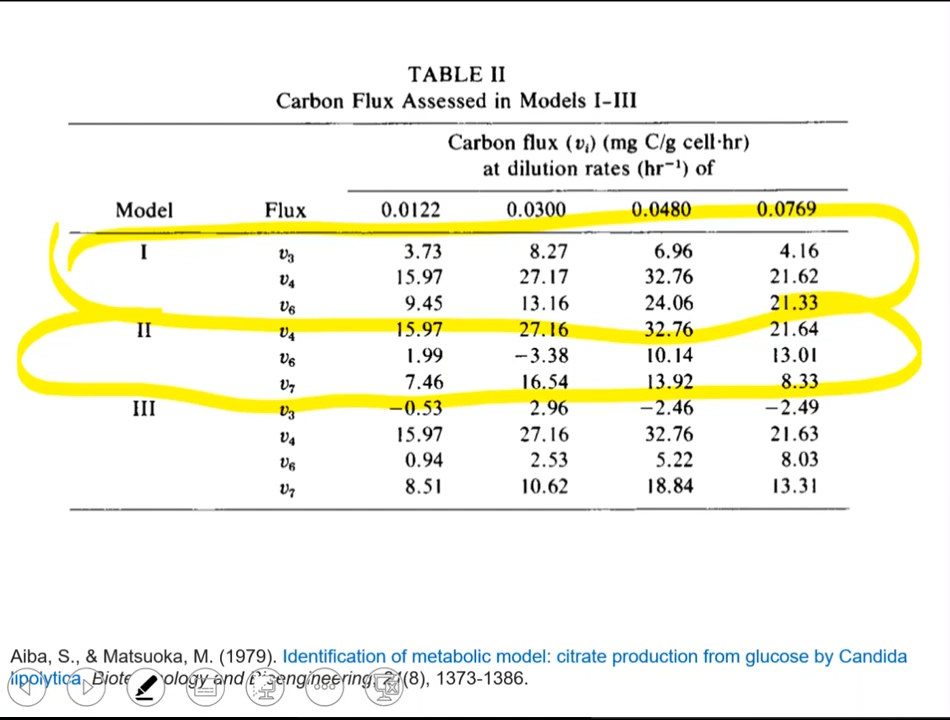 TABLE II
Carbon Flux Assessed in Models I–III
Carbon flux (vᵢ) (mg C/g cell·hr)
at dilution rates (hr⁻¹) of
Model Flux 0.0122 0.0300 0.0480 0.0769
I v₃ 3.73 8.27 6.96 4.16
v₄ 15.97 27.17 32.76 21.62
v₆ 9.45 13.16 24.06 21.33
II v₄ 15.97 27.16 32.76 21.64
v₆ 1.99 −3.38 10.14 13.01
v₇ 7.46 16.54 13.92 8.33
III v₃ −0.53 2.96 −2.46 −2.49
v₄ 15.97 27.16 32.76 21.63
v₆ 0.94 2.53 5.22 8.03
v₇ 8.51 10.62 18.84 13.31
Aiba, S., & Matsuoka, M. (1979). Identification of metabolic model: citrate production from glucose by Candida
lipolytica. and (8), 1373-1386.